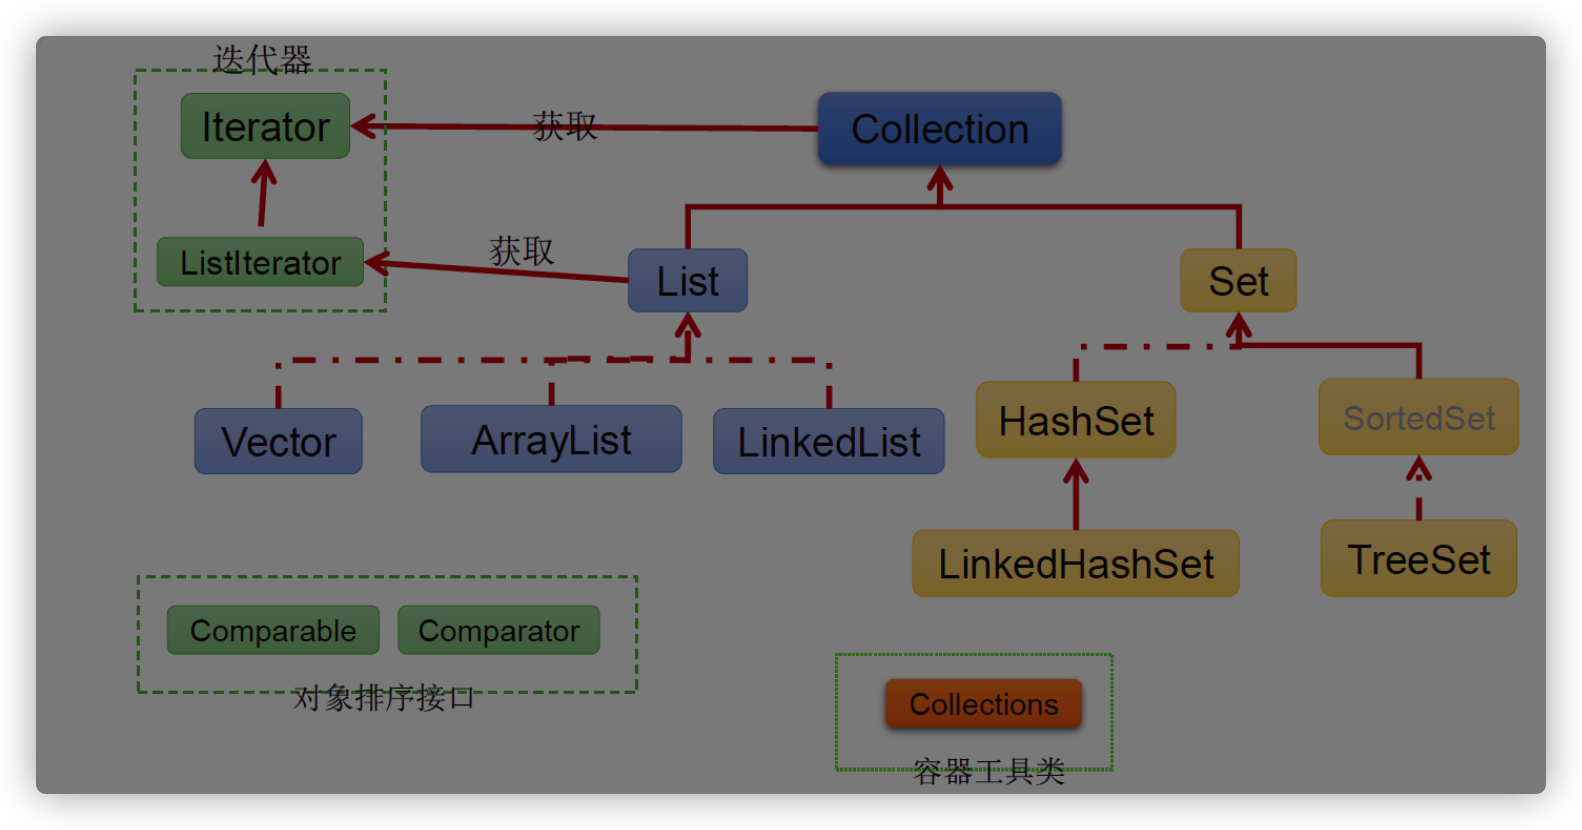 迭代器
Iterator
获取
Collection
ListIterator
获取
List
Set
Vector
ArrayList
LinkedList
HashSet
SortedSet
LinkedHashSet
TreeSet
Comparable
Comparator
对象排序接口
Collections
容器工具类